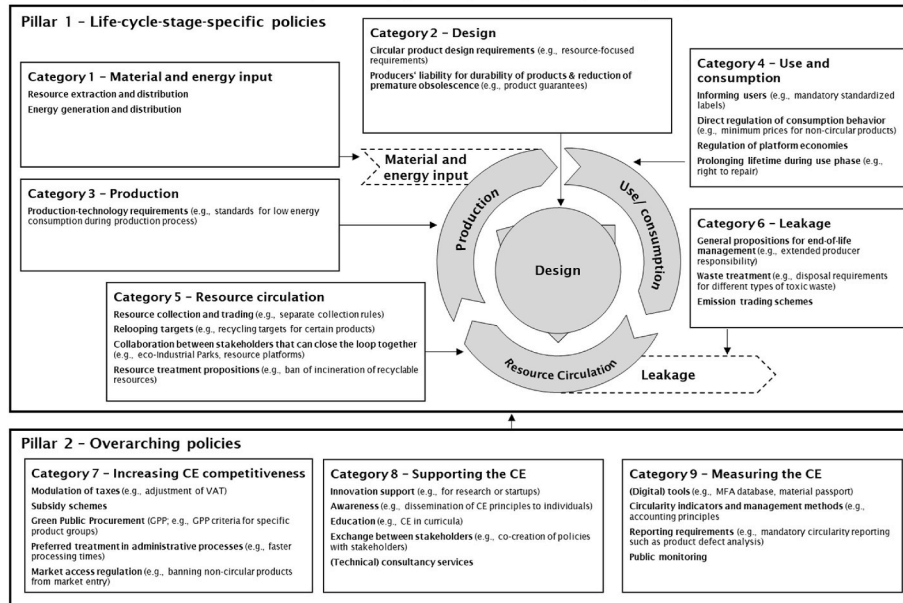 Pillar 1 – Life-cycle-stage-specific policies
Category 1 – Material and energy input
Resource extraction and distribution
Energy generation and distribution
Category 2 – Design
Circular product design requirements (e.g., resource-focused
requirements)
Producers' liability for durability of products & reduction of
premature obsolescence (e.g., product guarantees)
Category 4 – Use and
consumption
Informing users (e.g., mandatory standardized
labels)
Direct regulation of consumption behavior
(e.g., minimum prices for non-circular products)
Regulation of platform economies
Prolonging lifetime during use phase (e.g.,
right to repair)
Material and
energy input
Category 3 – Production
Production-technology requirements (e.g., standards for low energy
consumption during production process)
Production
Use/ consumption
Design
Resource Circulation
Category 6 – Leakage
General propositions for end-of-life
management (e.g., extended producer
responsibility)
Waste treatment (e.g., disposal requirements
for different types of toxic waste)
Emission trading schemes
Category 5 – Resource circulation
Resource collection and trading (e.g., separate collection rules)
Relooping targets (e.g., recycling targets for certain products)
Collaboration between stakeholders that can close the loop together
(e.g., eco-Industrial Parks, resource platforms)
Resource treatment propositions (e.g., ban of incineration of recyclable
resources)
Leakage
Pillar 2 – Overarching policies
Category 7 – Increasing CE competitiveness
Modulation of taxes (e.g., adjustment of VAT)
Subsidy schemes
Green Public Procurement (GPP; e.g., GPP criteria for specific
product groups)
Preferred treatment in administrative processes (e.g., faster
processing times)
Market access regulation (e.g., banning non-circular products
from market entry)
Category 8 – Supporting the CE
Innovation support (e.g., for research or startups)
Awareness (e.g., dissemination of CE principles to individuals)
Education (e.g., CE in curricula)
Exchange between stakeholders (e.g., co-creation of policies
with stakeholders)
(Technical) consultancy services
Category 9 – Measuring the CE
(Digital) tools (e.g., MFA database, material passport)
Circularity indicators and management methods (e.g.,
accounting principles
Reporting requirements (e.g., mandatory circularity reporting
such as product defect analysis)
Public monitoring